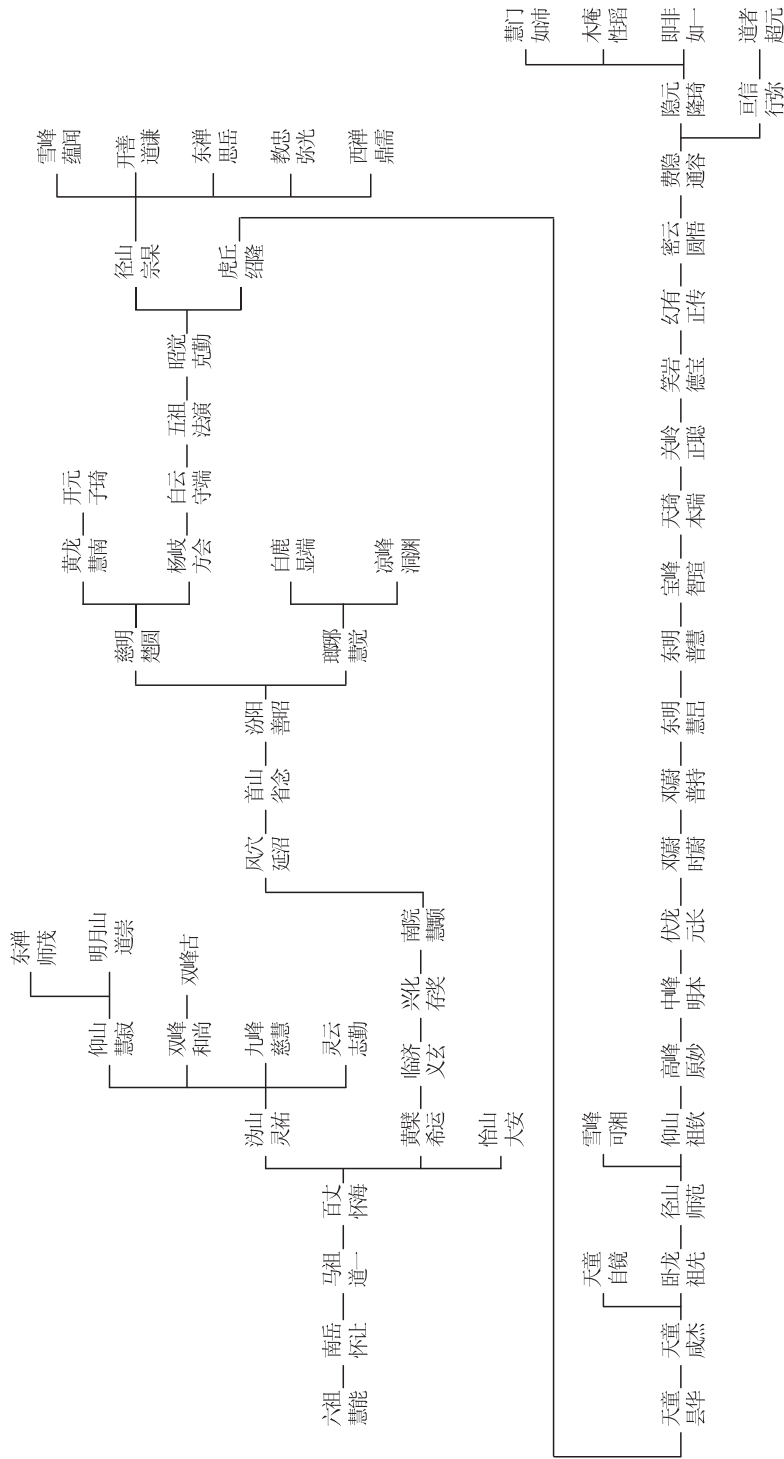 六祖
慧能
南岳
怀让
马祖
道一
百丈
怀海
沩山
灵祐
仰山
慧寂
东禅
师茂
明月山
道崇
双峰
和尚
双峰古
九峰
慈慧
灵云
志勤
黄檗
希运
怡山
大安
临济
义玄
兴化
存奖
南院
慧颙
风穴
延沼
首山
省念
汾阳
善昭
慈明
楚圆
黄龙
慧南
开元
子琦
杨岐
方会
白云
守端
五祖
法演
昭觉
克勤
径山
宗杲
雪峰
蕴闻
开善
道谦
东禅
思岳
教忠
弥光
西禅
鼎需
虎丘
绍隆
瑯琊
慧觉
白鹿
显端
凉峰
洞渊
天童
昙华
天童
咸杰
天童
自镜
卧龙
祖先
径山
师范
雪峰
可湘
仰山
祖钦
高峰
原妙
中峰
明本
伏龙
元长
邓蔚
时蔚
邓蔚
普持
东明
慧旵
东明
普慧
宝峰
智瑄
天琦
本瑞
关岭
正聪
笑岩
德宝
幻有
正传
密云
圆悟
费隐
通容
隐元
隆琦
慧门
如沛
木庵
性瑫
即非
如一
亘信
行弥
道者
超元